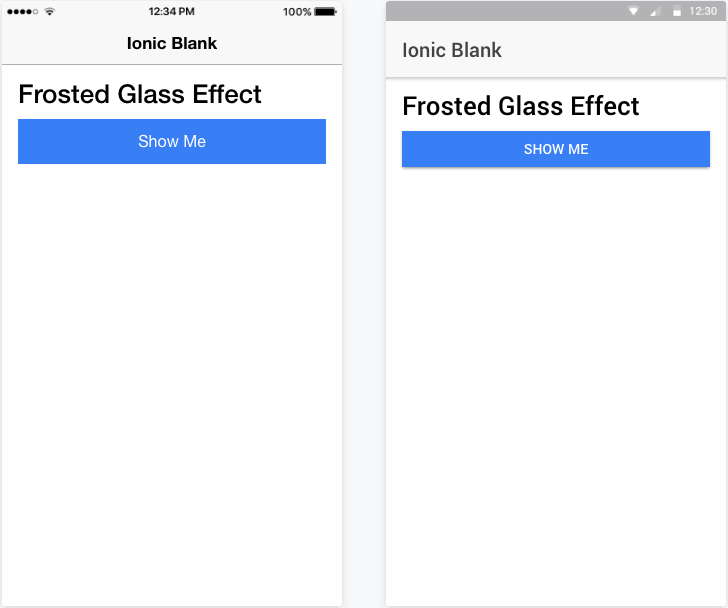 12:34 PM 100%
Ionic Blank
Frosted Glass Effect
Show Me
12:30
Ionic Blank
Frosted Glass Effect
SHOW ME